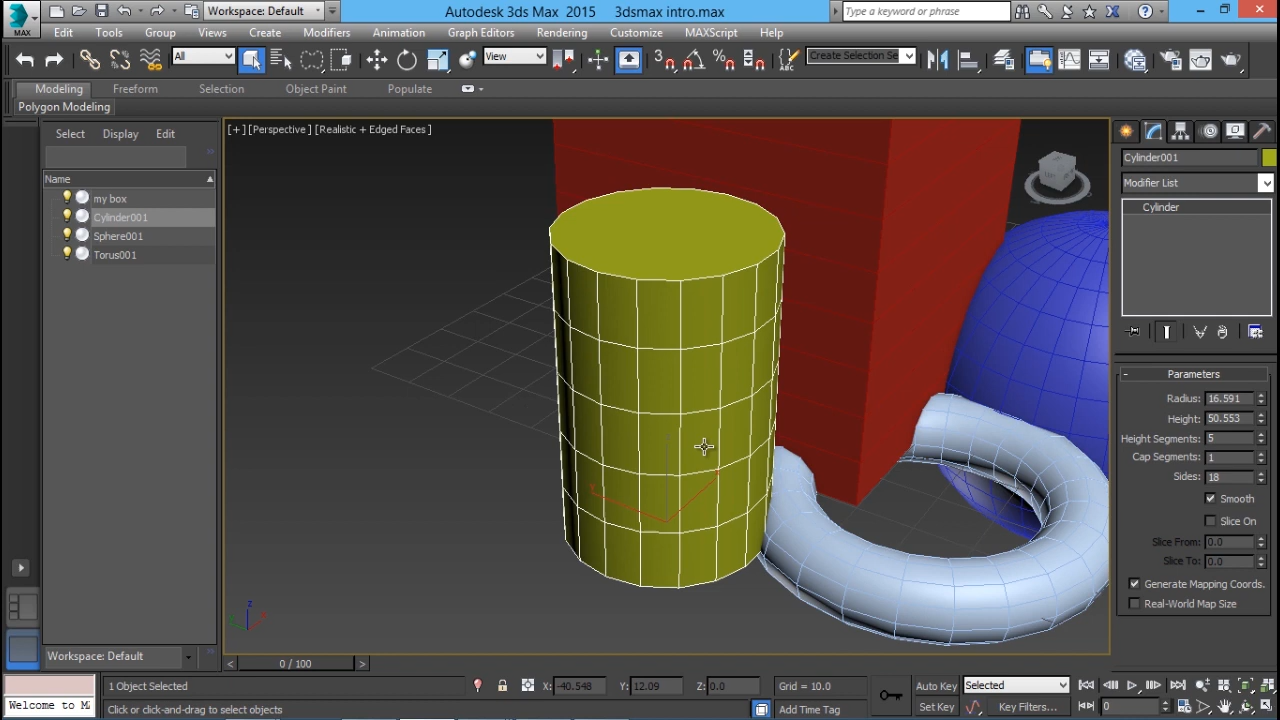 Workspace: Default
Autodesk 3ds Max 2015 3dsmax intro.max
Type a keyword or phrase
MAX
Edit Tools Group Views Create Modifiers Animation Graph Editors Rendering Customize MAXScript Help
All
View
3
Create Selection Se
Modeling Freeform Selection Object Paint Populate
Polygon Modeling
Select Display Edit
[+] [Perspective] [Realistic + Edged Faces]
Cylinder001
Name
Modifier List
my box
Cylinder001
Sphere001
Torus001
Cylinder
Parameters
Radius: 16.591
Height: 50.553
Height Segments: 5
Cap Segments: 1
Sides: 18
Smooth
Slice On
Slice From: 0.0
Slice To: 0.0
Generate Mapping Coords.
Real-World Map Size
z
Workspace: Default
0 / 100
1 Object Selected
X: -40.548 Y: 12.09 Z: 0.0
Grid = 10.0
Auto Key
Selected
Welcome to M
Click or click-and-drag to select objects
Add Time Tag
Set Key
Key Filters...
0